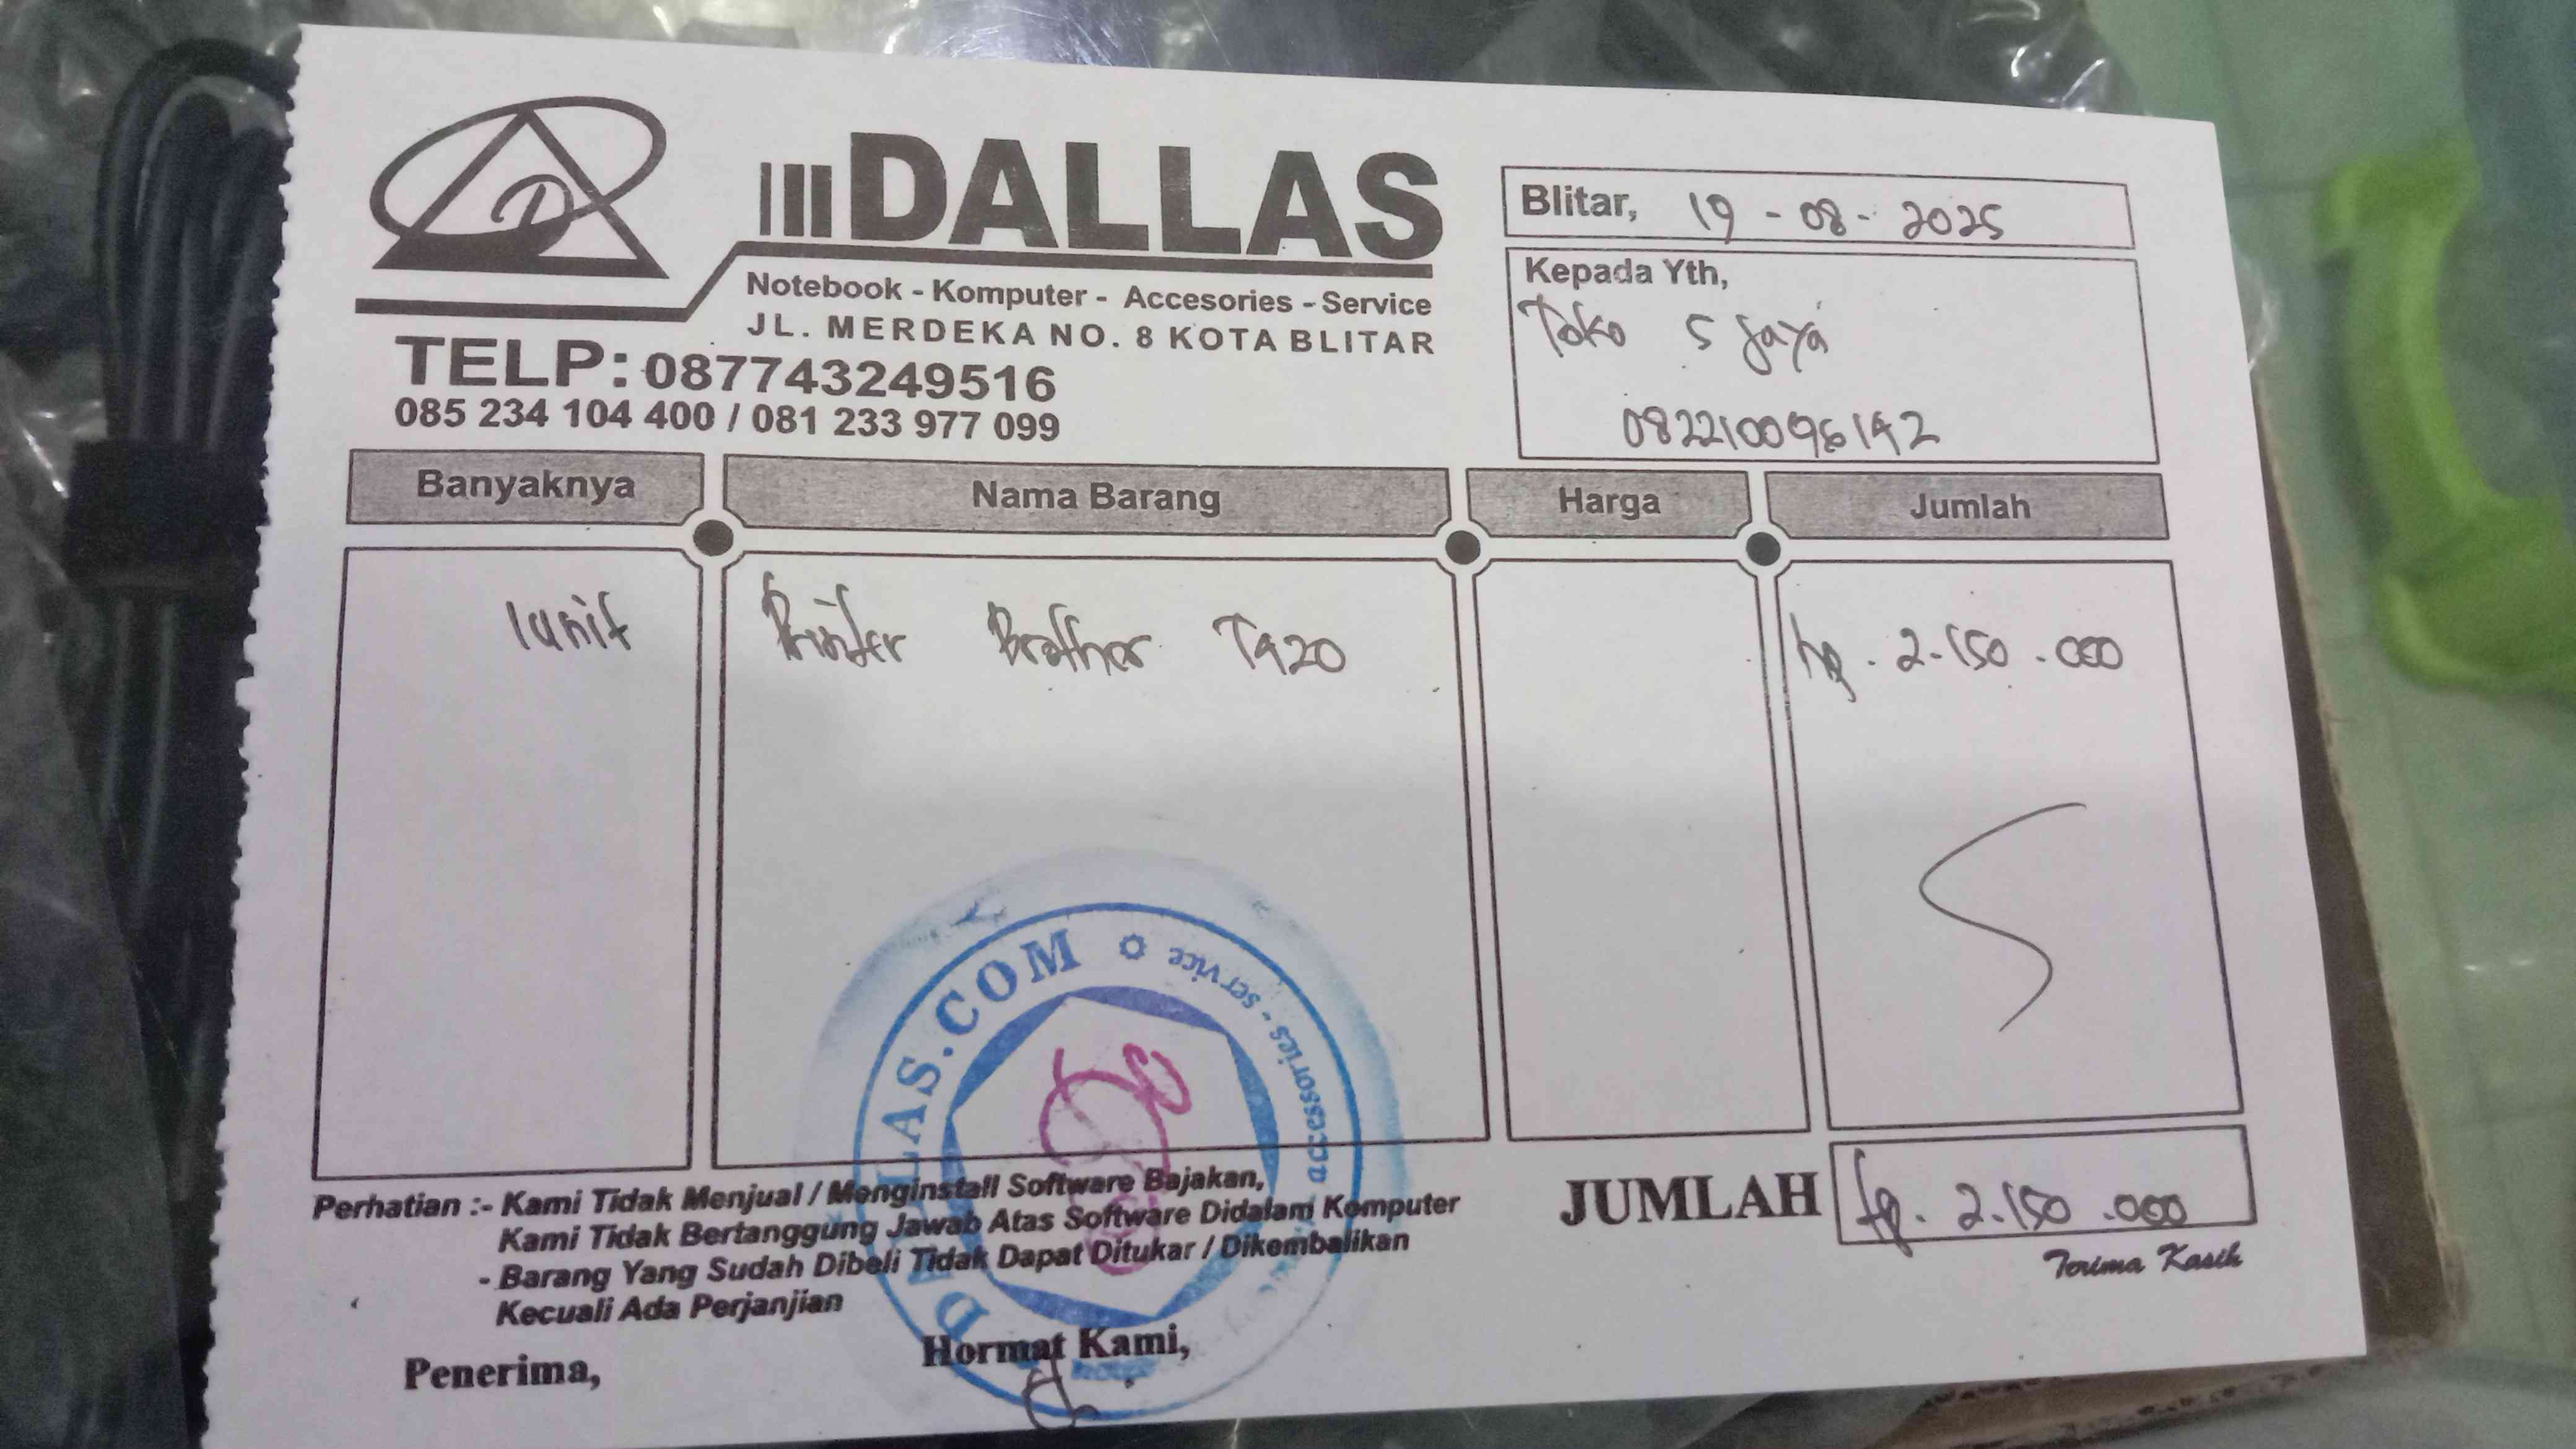 DALLAS
Notebook - Komputer - Accesories - Service
JL. MERDEKA NO. 8 KOTA BLITAR
TELP: 087743249516
085 234 104 400 / 081 233 977 099
Blitar, 19 - 08 - 2025
Kepada Yth,
Toko 5 Jaya
082210096142
Banyaknya Nama Barang Harga Jumlah
1 unit Printer Brother T920 Rp. 2.150.000
DALLAS.COM
accessories - service
Perhatian :- Kami Tidak Menjual / Menginstall Software Bajakan,
Kami Tidak Bertanggung Jawab Atas Software Didalam Komputer
- Barang Yang Sudah Dibeli Tidak Dapat Ditukar / Dikembalikan
Kecuali Ada Perjanjian
JUMLAH Rp. 2.150.000
Terima Kasih
Penerima,
Hormat Kami,